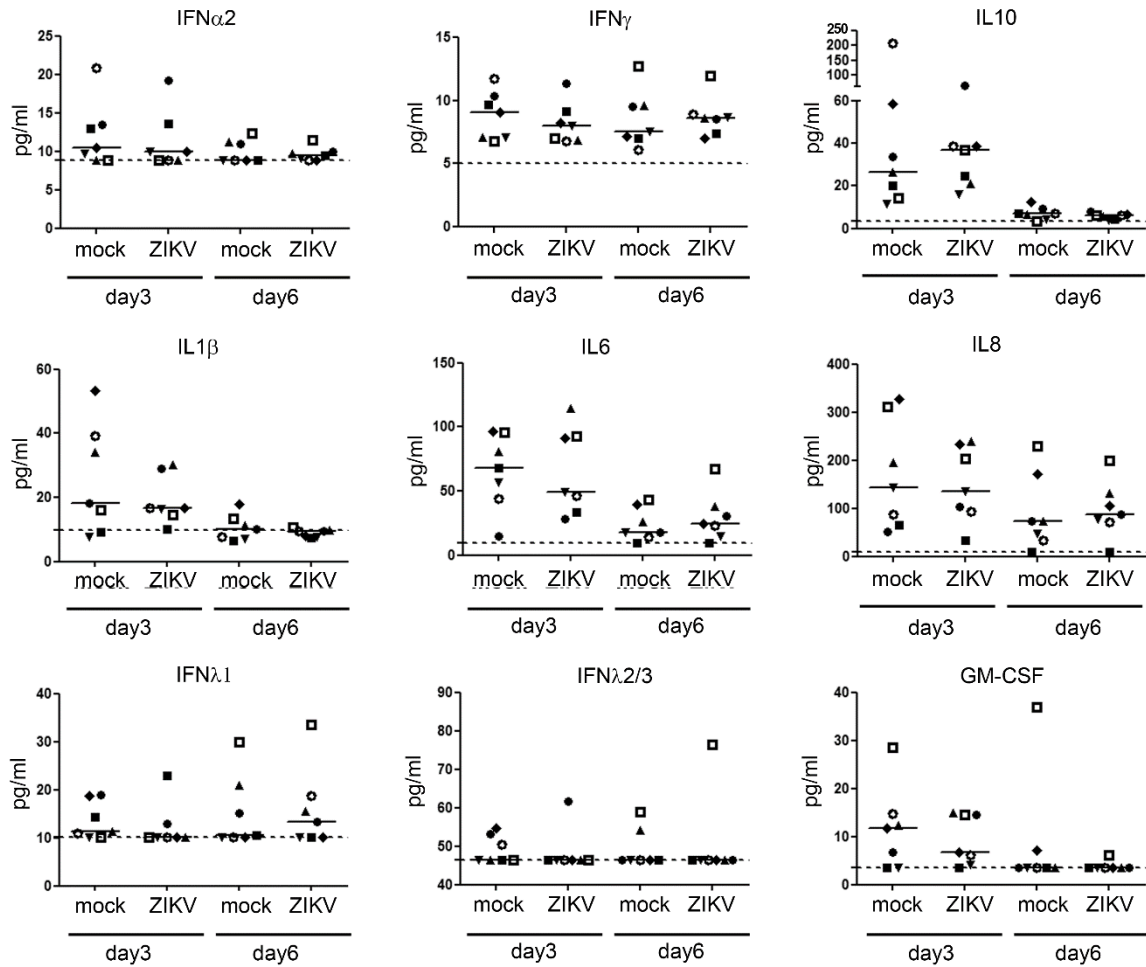 IFNα2
25
20
15
10
5
0
pg/ml
mock ZIKV mock ZIKV
day3 day6
IFNγ
15
10
5
0
pg/ml
mock ZIKV mock ZIKV
day3 day6
IL10
250
200
150
100
60
40
20
0
pg/ml
mock ZIKV mock ZIKV
day3 day6
IL1β
60
40
20
0
pg/ml
mock ZIKV mock ZIKV
day3 day6
IL6
150
100
50
0
pg/ml
mock ZIKV mock ZIKV
day3 day6
IL8
400
300
200
100
0
pg/ml
mock ZIKV mock ZIKV
day3 day6
IFNλ1
40
30
20
10
0
pg/ml
mock ZIKV mock ZIKV
day3 day6
IFNλ2/3
90
80
70
60
50
40
pg/ml
mock ZIKV mock ZIKV
day3 day6
GM-CSF
40
30
20
10
0
pg/ml
mock ZIKV mock ZIKV
day3 day6